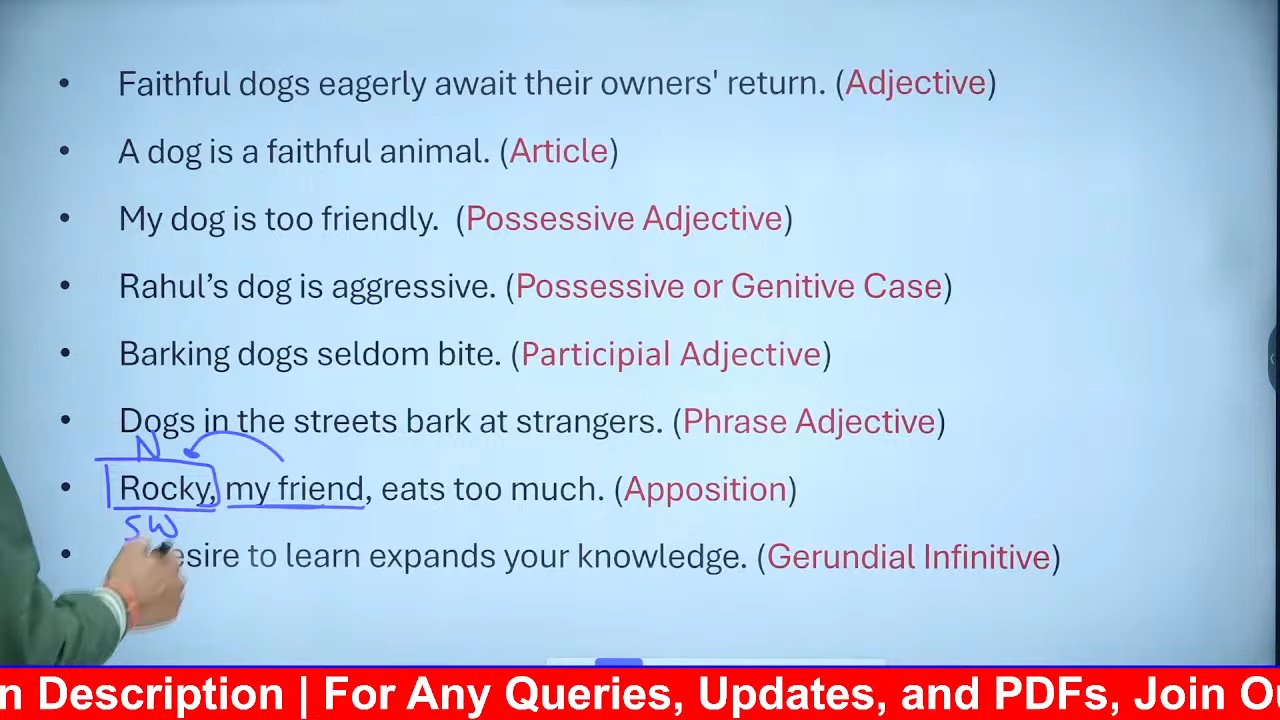 • Faithful dogs eagerly await their owners' return. (Adjective)
• A dog is a faithful animal. (Article)
• My dog is too friendly. (Possessive Adjective)
• Rahul’s dog is aggressive. (Possessive or Genitive Case)
• Barking dogs seldom bite. (Participial Adjective)
• Dogs in the streets bark at strangers. (Phrase Adjective)
N
• Rocky, my friend, eats too much. (Apposition)
SW
• to learn expands your knowledge. (Gerundial Infinitive)
Description | For Any Queries, Updates, and PDFs, Join